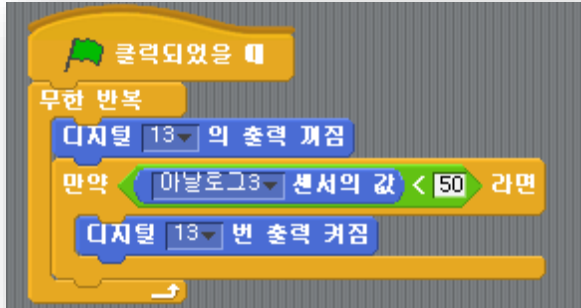 클릭되었을 때
무한 반복
디지털 13 의 출력 꺼짐
만약 아날로그3 센서의 값 < 50 라면
디지털 13 번 출력 켜짐